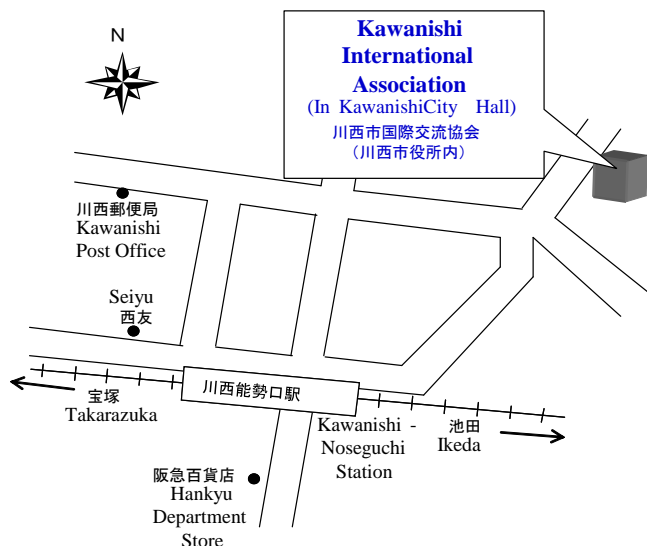 N
Kawanishi
International
Association
(In KawanishiCity Hall)
川西市国際交流協会
（川西市役所内）
川西郵便局
Kawanishi
Post Office
Seiyu
西友
川西能勢口駅
宝塚
Takarazuka
Kawanishi -
Noseguchi
Station
池田
Ikeda
阪急百貨店
Hankyu
Department
Store